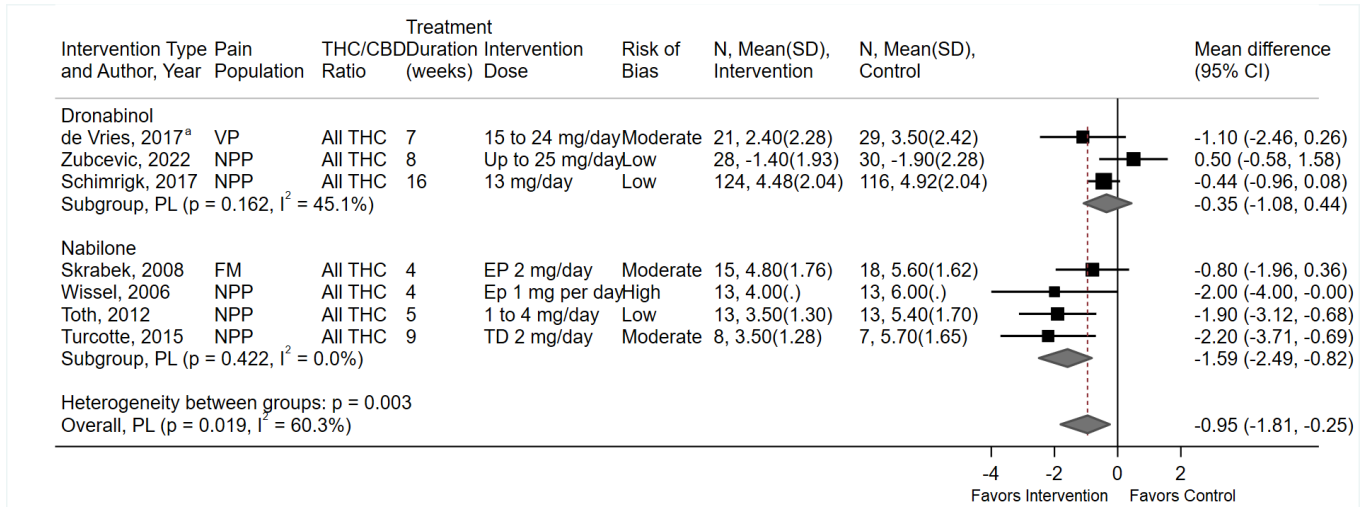 Treatment
Intervention Type Pain THC/CBD Duration Intervention Risk of N, Mean(SD), N, Mean(SD), Mean difference
and Author, Year Population Ratio (weeks) Dose Bias Intervention Control (95% CI)
Dronabinol
de Vries, 2017a VP All THC 7 15 to 24 mg/day Moderate 21, 2.40(2.28) 29, 3.50(2.42) -1.10 (-2.46, 0.26)
Zubcevic, 2022 NPP All THC 8 Up to 25 mg/day Low 28, -1.40(1.93) 30, -1.90(2.28) 0.50 (-0.58, 1.58)
Schimrigk, 2017 NPP All THC 16 13 mg/day Low 124, 4.48(2.04) 116, 4.92(2.04) -0.44 (-0.96, 0.08)
Subgroup, PL (p = 0.162, I2 = 45.1%) -0.35 (-1.08, 0.44)
Nabilone
Skrabek, 2008 FM All THC 4 EP 2 mg/day Moderate 15, 4.80(1.76) 18, 5.60(1.62) -0.80 (-1.96, 0.36)
Wissel, 2006 NPP All THC 4 Ep 1 mg per day High 13, 4.00(.) 13, 6.00(.) -2.00 (-4.00, -0.00)
Toth, 2012 NPP All THC 5 1 to 4 mg/day Low 13, 3.50(1.30) 13, 5.40(1.70) -1.90 (-3.12, -0.68)
Turcotte, 2015 NPP All THC 9 TD 2 mg/day Moderate 8, 3.50(1.28) 7, 5.70(1.65) -2.20 (-3.71, -0.69)
Subgroup, PL (p = 0.422, I2 = 0.0%) -1.59 (-2.49, -0.82)
Heterogeneity between groups: p = 0.003
Overall, PL (p = 0.019, I2 = 60.3%) -0.95 (-1.81, -0.25)
-4 -2 0 2
Favors Intervention Favors Control